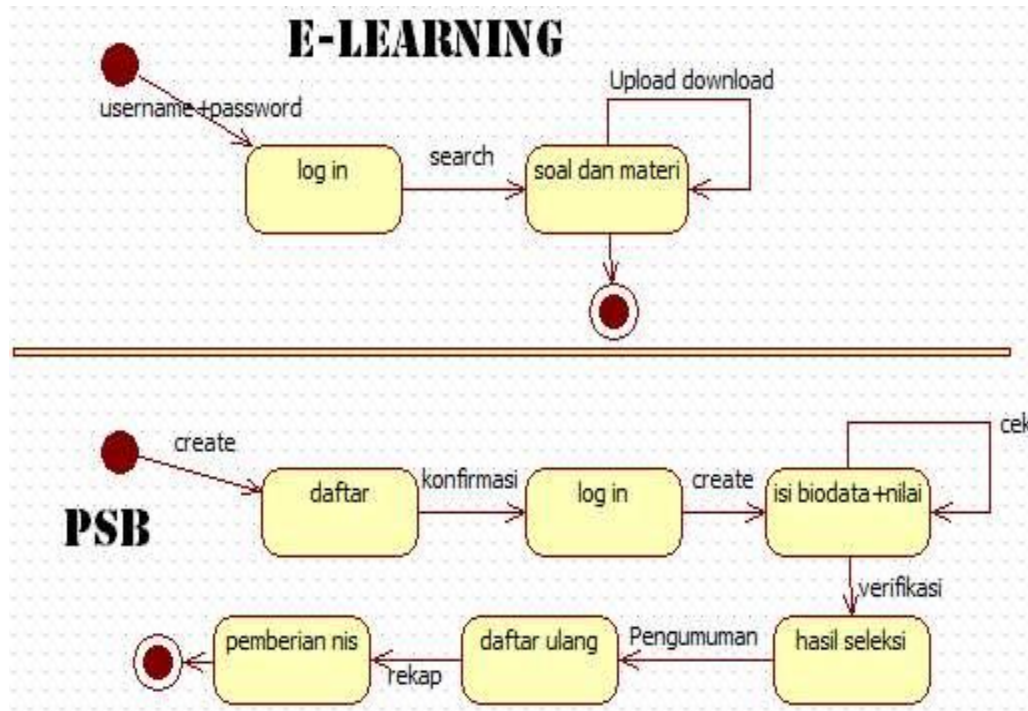 E-LEARNING
Upload download
username+password
log in
search
soal dan materi
create
cek
daftar
konfirmasi
log in
create
isi biodata+nilai
PSB
verifikasi
pemberian nis
rekap
daftar ulang
Pengumuman
hasil seleksi